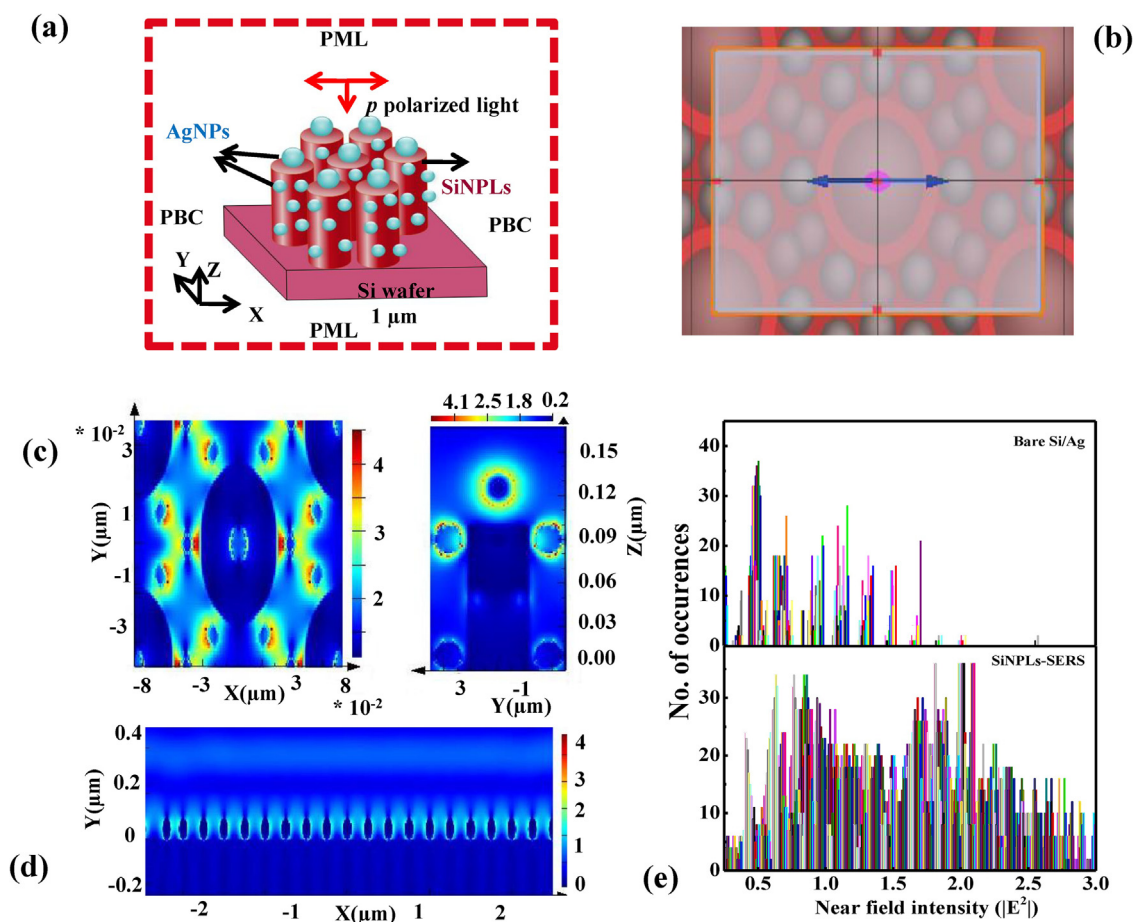 (a)
PML
p polarized light
AgNPs
SiNPLs
PBC
PBC
Y
Z
X
Si wafer
1 µm
PML
(b)
(c)
* 10⁻²
3
1
-1
-3
Y(µm)
-8
-3
3
8
X(µm)
* 10⁻²
4
3
2
4.1 2.5 1.8 0.2
0.15
0.12
0.09
0.06
0.03
0.00
Z(µm)
3
-1
Y(µm)
(d)
0.4
0.2
0
-0.2
Y(µm)
-2
-1
1
2
X(µm)
4
3
2
1
0
(e)
Bare Si/Ag
40
30
20
10
0
No. of occurences
SiNPLs-SERS
40
30
20
10
0
0.5
1.0
1.5
2.0
2.5
3.0
Near field intensity (|E²|)